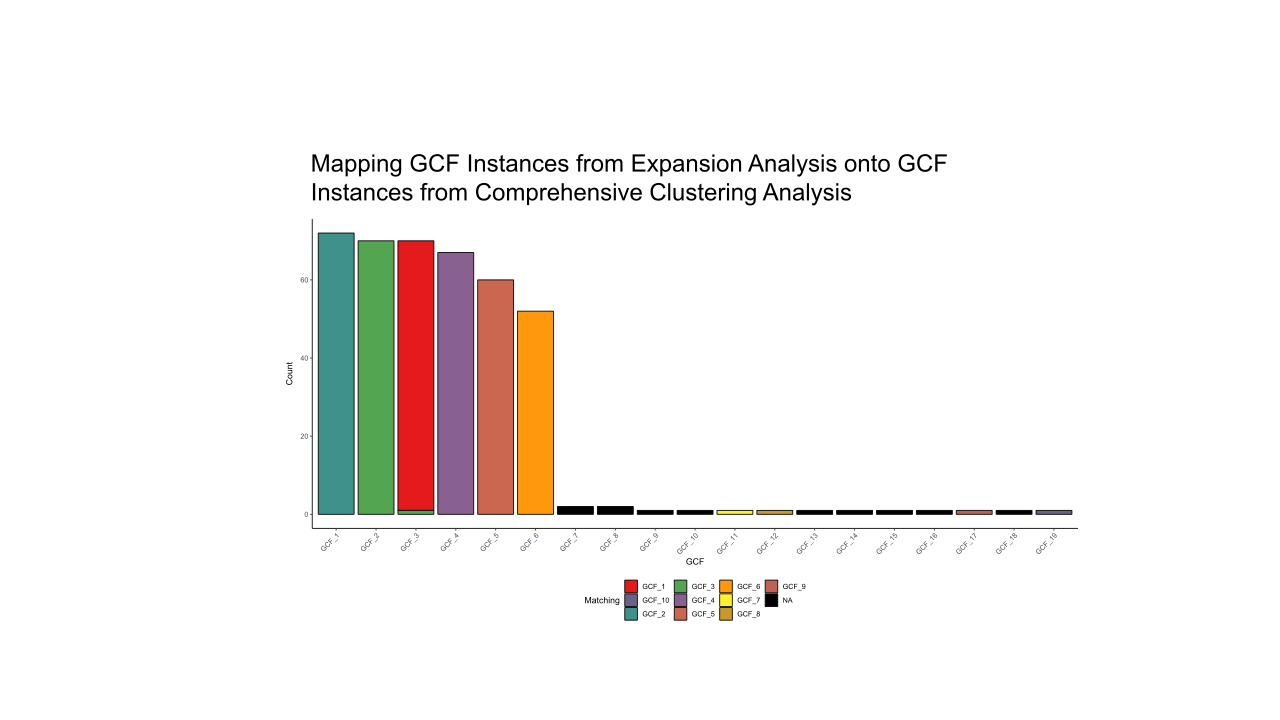 Mapping GCF Instances from Expansion Analysis onto GCF
Instances from Comprehensive Clustering Analysis
60
40
20
0
Count
GCF_1 GCF_2 GCF_3 GCF_4 GCF_5 GCF_6 GCF_7 GCF_8 GCF_9 GCF_10 GCF_11 GCF_12 GCF_13 GCF_14 GCF_15 GCF_16 GCF_17 GCF_18 GCF_19
GCF
GCF_1 GCF_3 GCF_6 GCF_9
Matching GCF_10 GCF_4 GCF_7 NA
GCF_2 GCF_5 GCF_8